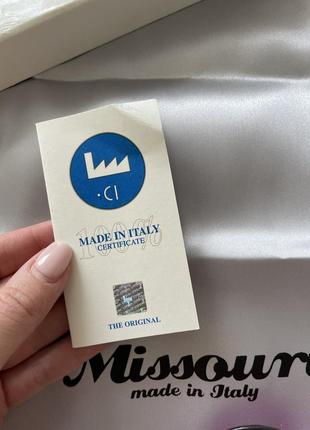 ·CI
100%
MADE IN ITALY
CERTIFICATE
THE ORIGINAL
Missouri
made in Italy